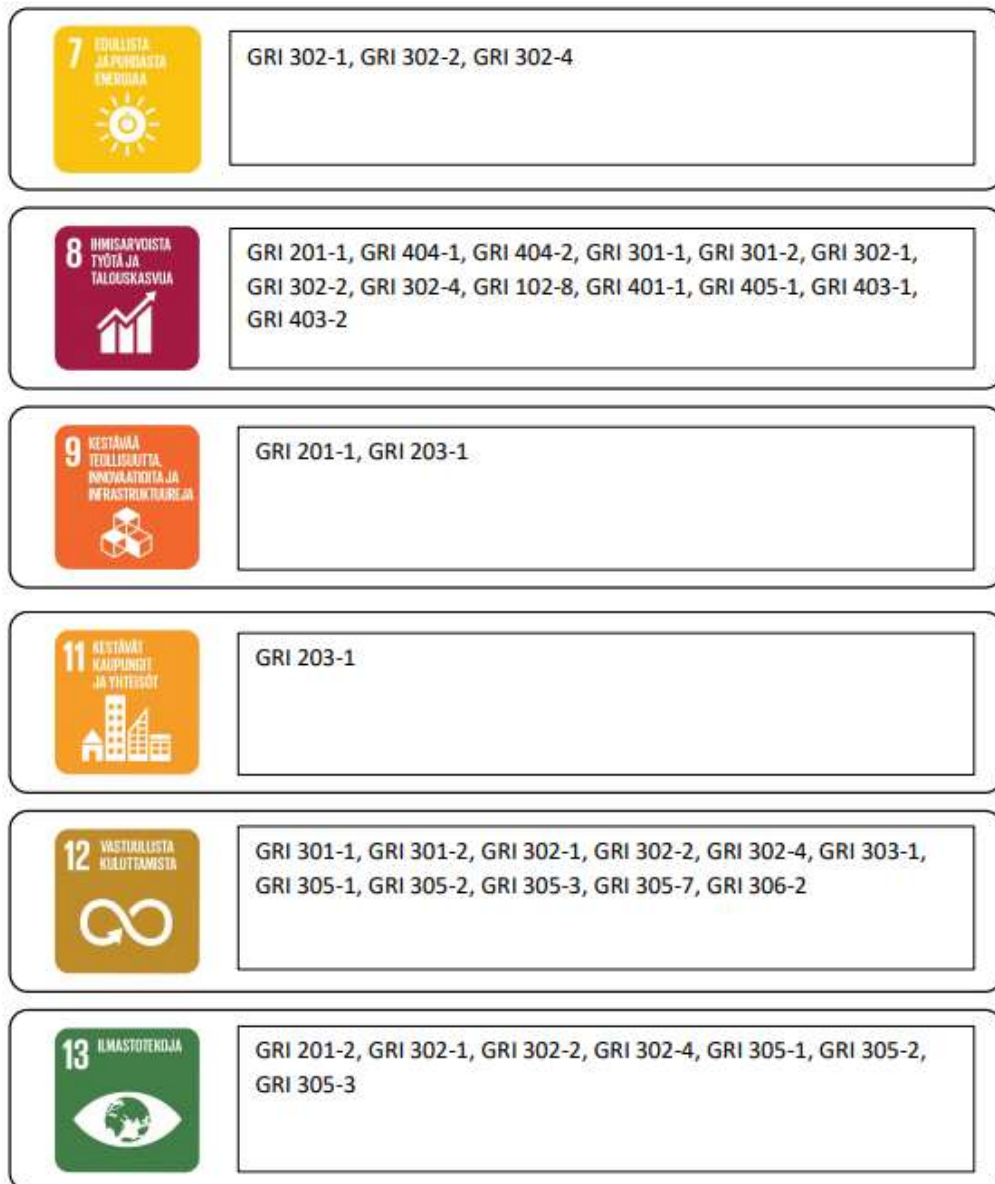 7 EDULLISTA
JA PUHDASTA
ENERGIAA
GRI 302-1, GRI 302-2, GRI 302-4
8 IHMISARVOISTA
TYÖTÄ JA
TALOUSKASVUA
GRI 201-1, GRI 404-1, GRI 404-2, GRI 301-1, GRI 301-2, GRI 302-1,
GRI 302-2, GRI 302-4, GRI 102-8, GRI 401-1, GRI 405-1, GRI 403-1,
GRI 403-2
9 KESTÄVÄÄ
TEOLLISUUTTA,
INNOVAATIOITA JA
INFRASTRUKTUUREJA
GRI 201-1, GRI 203-1
11 KESTÄVÄT
KAUPUNGIT
JA YHTEISÖT
GRI 203-1
12 VASTUULLISTA
KULUTTAMISTA
GRI 301-1, GRI 301-2, GRI 302-1, GRI 302-2, GRI 302-4, GRI 303-1,
GRI 305-1, GRI 305-2, GRI 305-3, GRI 305-7, GRI 306-2
13 ILMASTOTEKOJA
GRI 201-2, GRI 302-1, GRI 302-2, GRI 302-4, GRI 305-1, GRI 305-2,
GRI 305-3